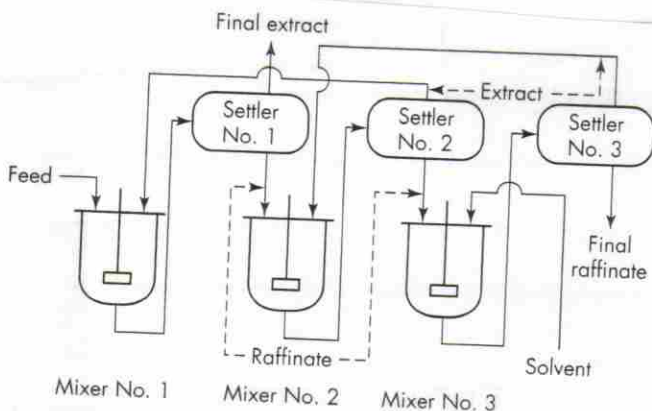 Final extract
Extract
Settler
No. 1
Settler
No. 2
Settler
No. 3
Feed
Final
raffinate
Raffinate
Solvent
Mixer No. 1
Mixer No. 2
Mixer No. 3